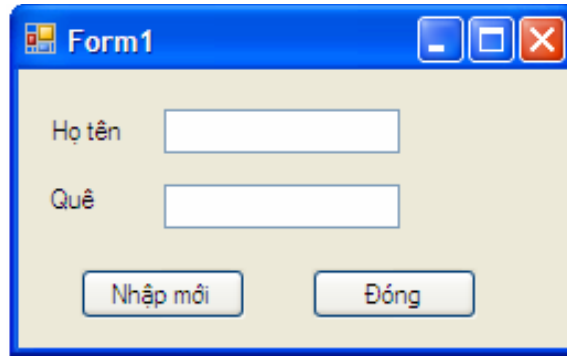 Form1
Họ tên
Quê
Nhập mới Đóng